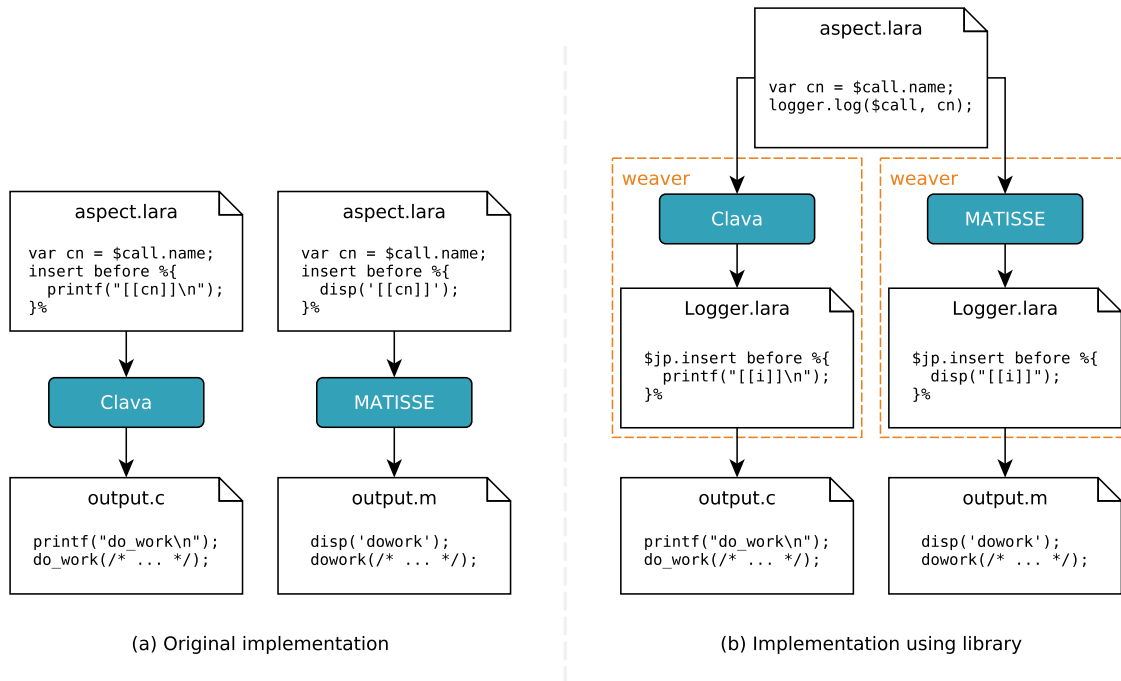 aspect.lara
var cn = $call.name;
insert before %{
  printf("[[cn]]\n");
}%
Clava
output.c
printf("do_work\n");
do_work(/* ... */);
aspect.lara
var cn = $call.name;
insert before %{
  disp('[[cn]]');
}%
MATISSE
output.m
disp('dowork');
dowork(/* ... */);
(a) Original implementation
aspect.lara
var cn = $call.name;
logger.log($call, cn);
weaver
Clava
Logger.lara
$jp.insert before %{
  printf("[[i]]\n");
}%
output.c
printf("do_work\n");
do_work(/* ... */);
weaver
MATISSE
Logger.lara
$jp.insert before %{
  disp("[[i]]");
}%
output.m
disp('dowork');
dowork(/* ... */);
(b) Implementation using library